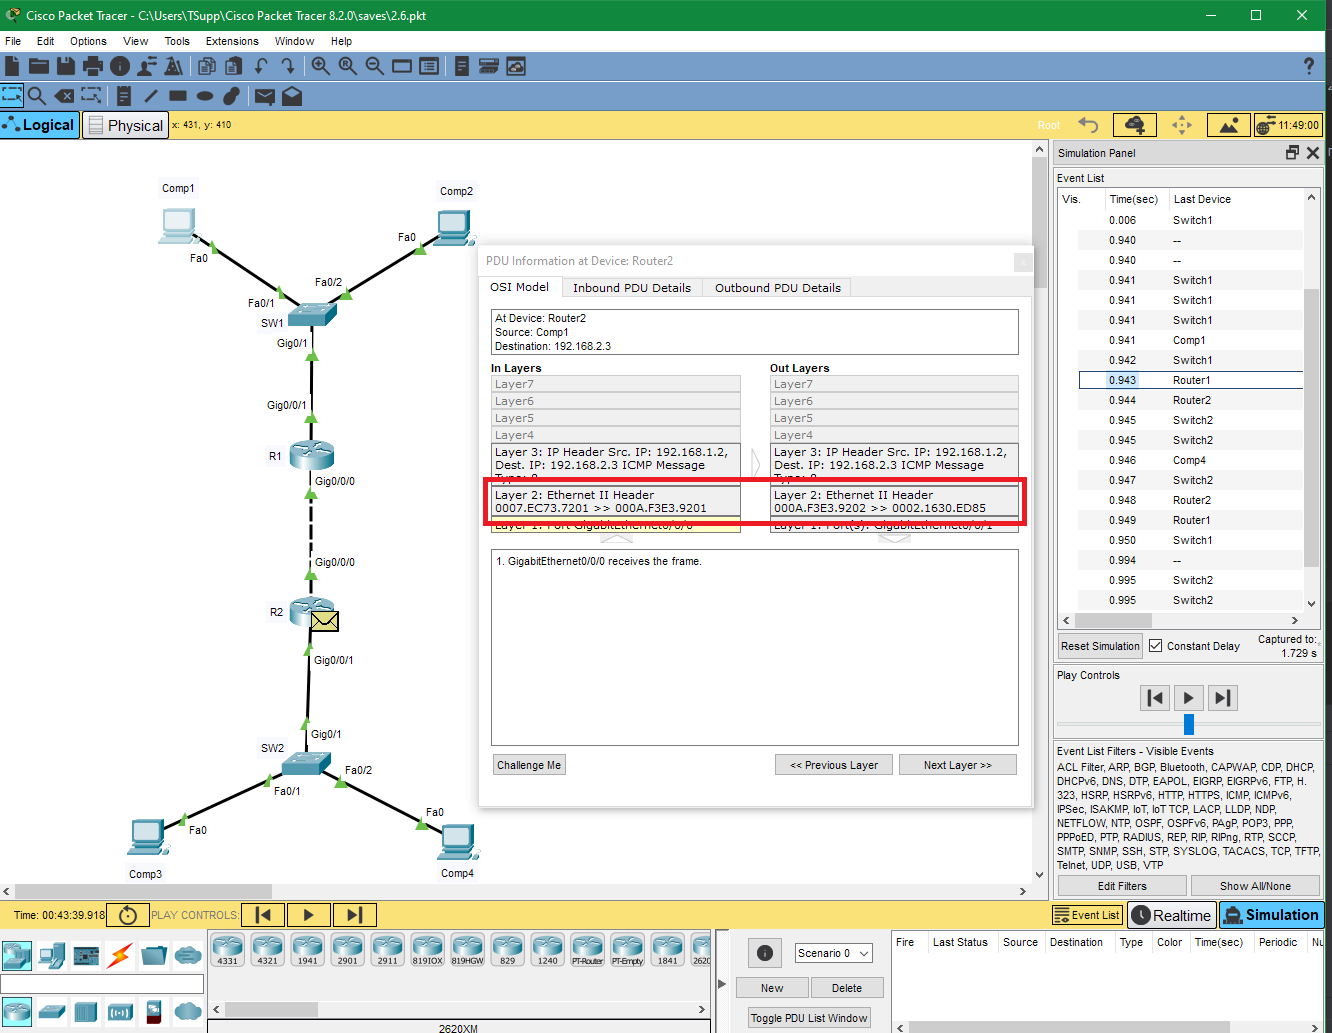 Cisco Packet Tracer - C:\Users\TSupp\Cisco Packet Tracer 8.2.0\saves\2.6.pkt
File Edit Options View Tools Extensions Window Help
?
Logical Physical x: 431, y: 410 Root 11:49:00
Comp1
Comp2
Fa0
Fa0
Fa0/2
Fa0/1
SW1
Gig0/1
Gig0/0/1
R1
Gig0/0/0
Gig0/0/0
R2
Gig0/0/1
Gig0/1
SW2
Fa0/2
Fa0/1
Fa0
Fa0
Comp3
Comp4
PDU Information at Device: Router2
OSI Model Inbound PDU Details Outbound PDU Details
At Device: Router2
Source: Comp1
Destination: 192.168.2.3
In Layers
Layer7
Layer6
Layer5
Layer4
Layer 3: IP Header Src. IP: 192.168.1.2,
Dest. IP: 192.168.2.3 ICMP Message
Layer 2: Ethernet II Header
0007.EC73.7201 >> 000A.F3E3.9201
Layer 1: Port GigabitEthernet0/0/0
Out Layers
Layer7
Layer6
Layer5
Layer4
Layer 3: IP Header Src. IP: 192.168.1.2,
Dest. IP: 192.168.2.3 ICMP Message
Layer 2: Ethernet II Header
000A.F3E3.9202 >> 0002.1630.ED85
Layer 1: Port(s): GigabitEthernet0/0/1
1. GigabitEthernet0/0/0 receives the frame.
Challenge Me << Previous Layer Next Layer >>
Simulation Panel
Event List
Vis. Time(sec) Last Device
0.006 Switch1
0.940 --
0.940 --
0.941 Switch1
0.941 Switch1
0.941 Switch1
0.941 Comp1
0.942 Switch1
0.943 Router1
0.944 Router2
0.945 Switch2
0.945 Switch2
0.946 Comp4
0.947 Switch2
0.948 Router2
0.949 Router1
0.950 Switch1
0.994 --
0.995 Switch2
0.995 Switch2
Reset Simulation Constant Delay Captured to:
1.729 s
Play Controls
Event List Filters - Visible Events
ACL Filter, ARP, BGP, Bluetooth, CAPWAP, CDP, DHCP,
DHCPv6, DNS, DTP, EAPOL, EIGRP, EIGRPv6, FTP, H.
323, HSRP, HSRPv6, HTTP, HTTPS, ICMP, ICMPv6,
IPSec, ISAKMP, IoT, IoT TCP, LACP, LLDP, NDP,
NETFLOW, NTP, OSPF, OSPFv6, PAgP, POP3, PPP,
PPPoED, PTP, RADIUS, REP, RIP, RIPng, RTP, SCCP,
SMTP, SNMP, SSH, STP, SYSLOG, TACACS, TCP, TFTP,
Telnet, UDP, USB, VTP
Edit Filters Show All/None
Time: 00:43:39.918 PLAY CONTROLS: Event List Realtime Simulation
4331 4321 1941 2901 2911 819IOX 819HGW 829 1240 PT-Router PT-Empty 1841 262
2620XM
Scenario 0
New Delete
Toggle PDU List Window
Fire Last Status Source Destination Type Color Time(sec) Periodic Nu